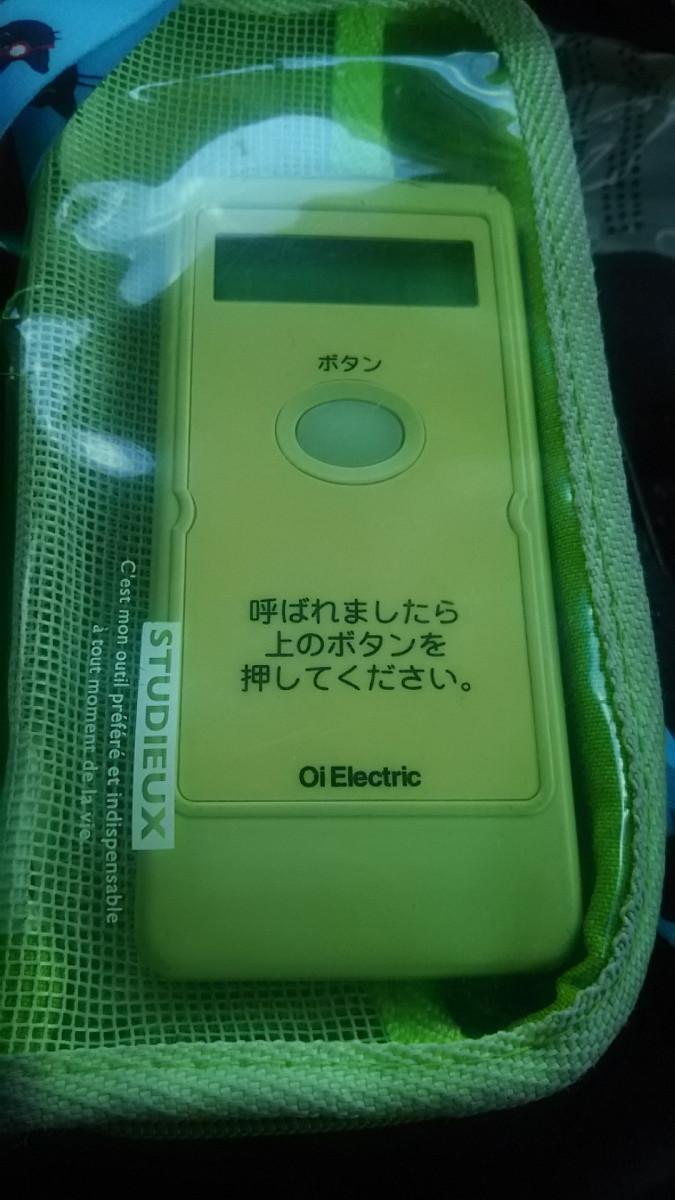 ボタン
呼ばれましたら
上のボタンを
押してください。
Oi Electric
STUDIEUX
C'est mon outil préféré et indispensable
à tout moment de la vie